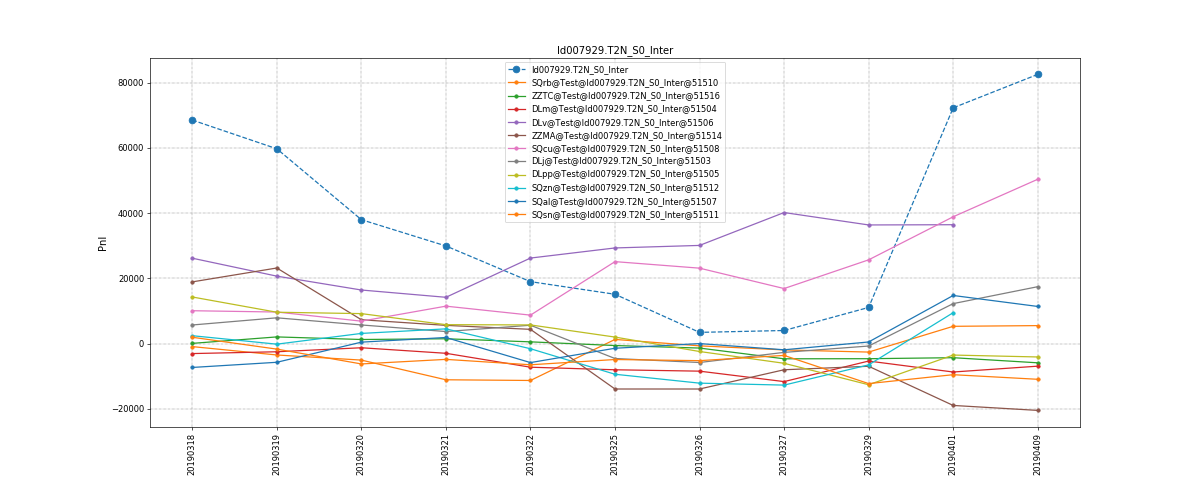 Id007929.T2N_S0_Inter
Id007929.T2N_S0_Inter
SQrb@Test@Id007929.T2N_S0_Inter@51510
ZZTC@Test@Id007929.T2N_S0_Inter@51516
DLm@Test@Id007929.T2N_S0_Inter@51504
DLv@Test@Id007929.T2N_S0_Inter@51506
ZZMA@Test@Id007929.T2N_S0_Inter@51514
SQcu@Test@Id007929.T2N_S0_Inter@51508
DLj@Test@Id007929.T2N_S0_Inter@51503
DLpp@Test@Id007929.T2N_S0_Inter@51505
SQzn@Test@Id007929.T2N_S0_Inter@51512
SQal@Test@Id007929.T2N_S0_Inter@51507
SQsn@Test@Id007929.T2N_S0_Inter@51511
Pnl
80000
60000
40000
20000
0
−20000
20190318
20190319
20190320
20190321
20190322
20190325
20190326
20190327
20190329
20190401
20190409